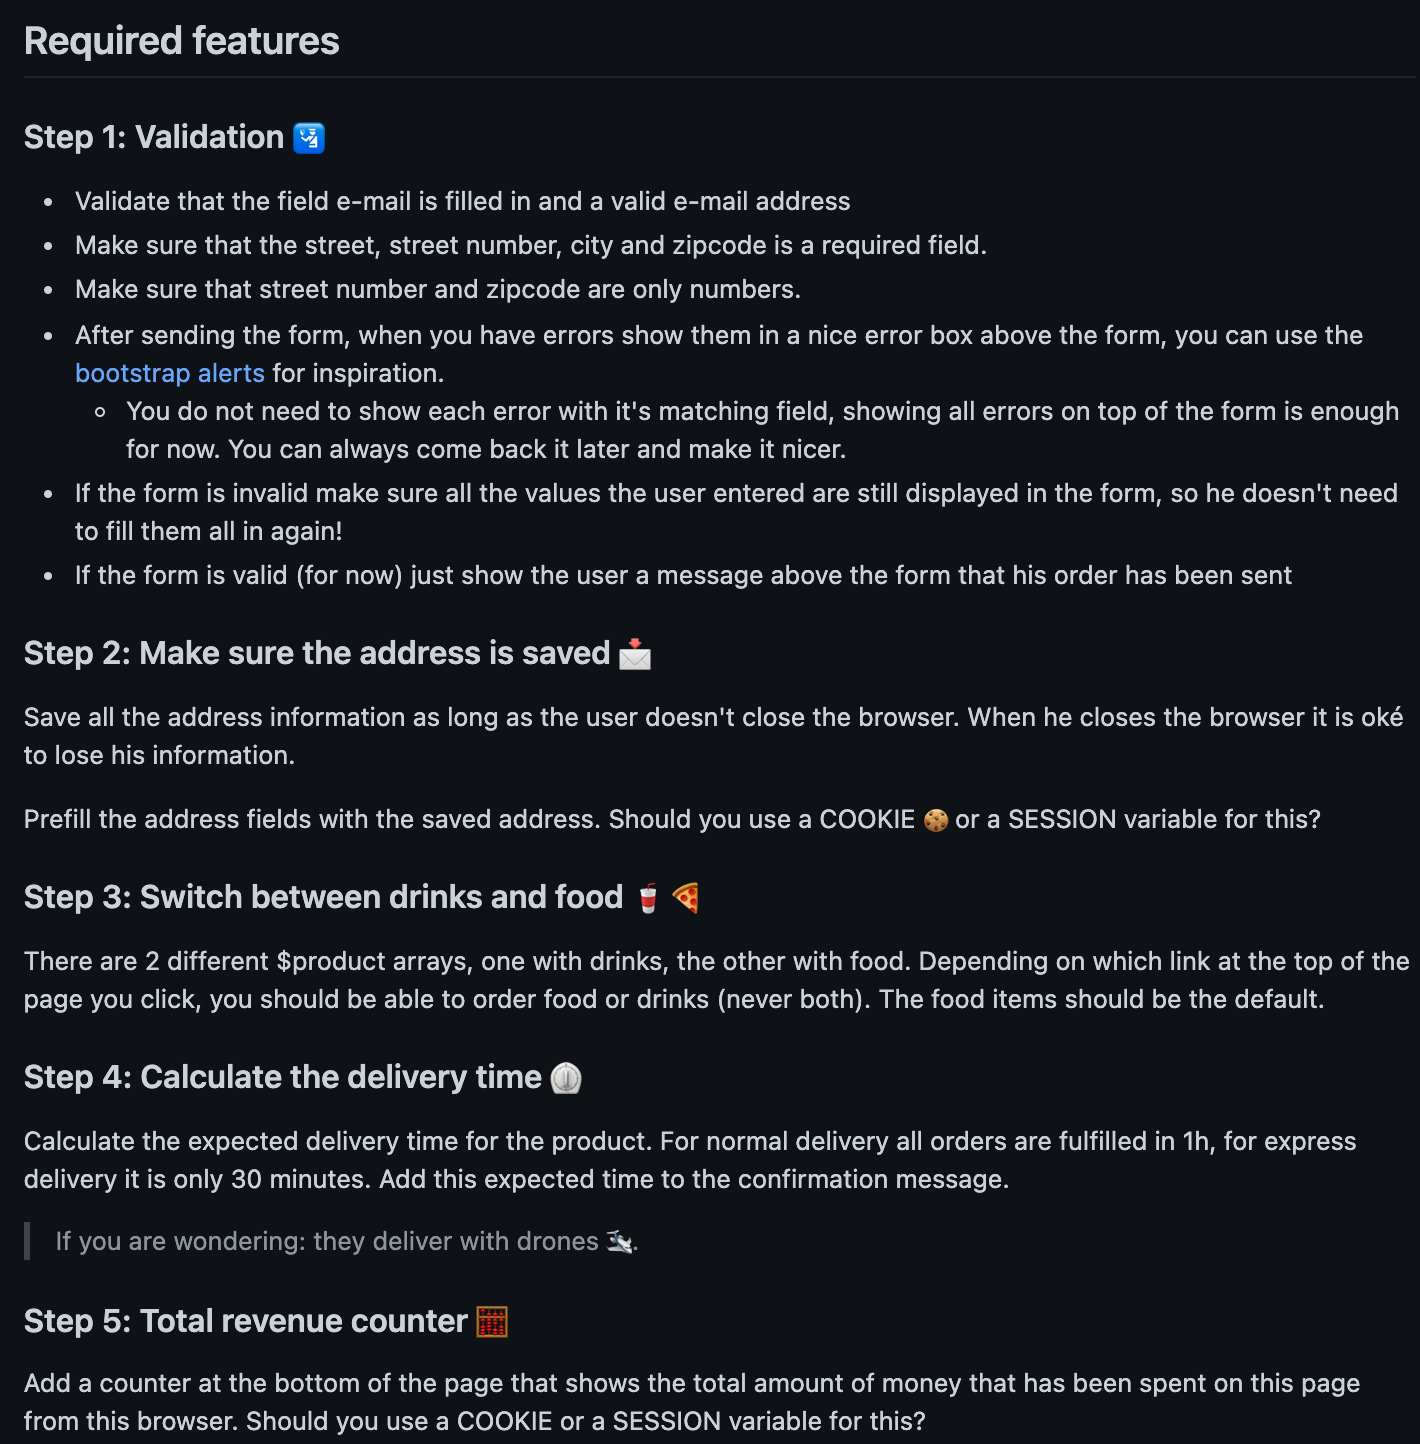 Required features
Step 1: Validation 🛂
• Validate that the field e-mail is filled in and a valid e-mail address
• Make sure that the street, street number, city and zipcode is a required field.
• Make sure that street number and zipcode are only numbers.
• After sending the form, when you have errors show them in a nice error box above the form, you can use the
bootstrap alerts for inspiration.
◦ You do not need to show each error with it's matching field, showing all errors on top of the form is enough
for now. You can always come back it later and make it nicer.
• If the form is invalid make sure all the values the user entered are still displayed in the form, so he doesn't need
to fill them all in again!
• If the form is valid (for now) just show the user a message above the form that his order has been sent
Step 2: Make sure the address is saved 📩
Save all the address information as long as the user doesn't close the browser. When he closes the browser it is oké
to lose his information.
Prefill the address fields with the saved address. Should you use a COOKIE 🍪 or a SESSION variable for this?
Step 3: Switch between drinks and food 🥤 🍕
There are 2 different $product arrays, one with drinks, the other with food. Depending on which link at the top of the
page you click, you should be able to order food or drinks (never both). The food items should be the default.
Step 4: Calculate the delivery time ⏲
Calculate the expected delivery time for the product. For normal delivery all orders are fulfilled in 1h, for express
delivery it is only 30 minutes. Add this expected time to the confirmation message.
If you are wondering: they deliver with drones 🛩.
Step 5: Total revenue counter 🧮
Add a counter at the bottom of the page that shows the total amount of money that has been spent on this page
from this browser. Should you use a COOKIE or a SESSION variable for this?